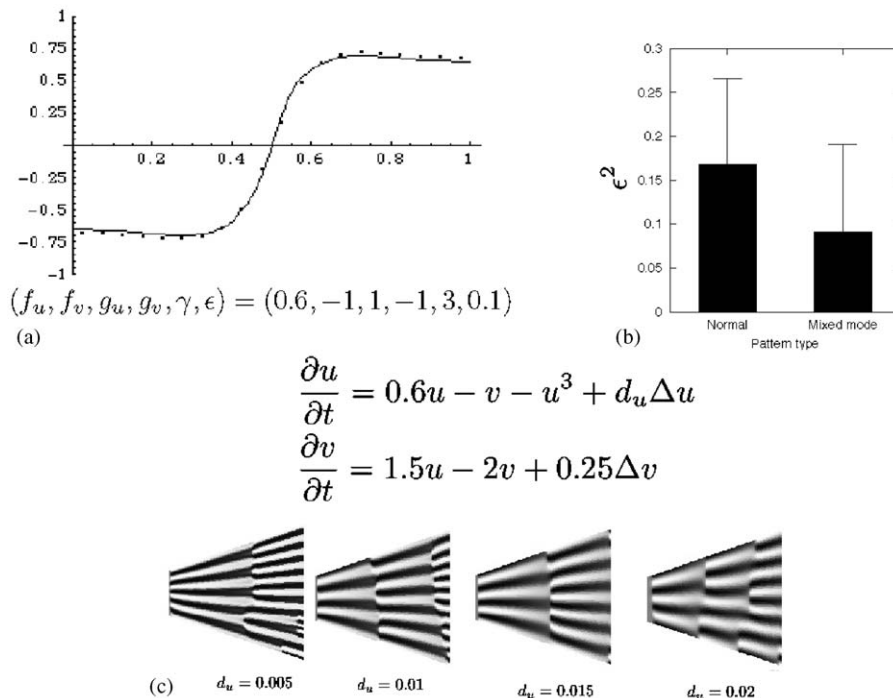 1
0.75
0.5
0.25
0.2 0.4 0.6 0.8 1
-0.25
-0.5
-0.75
-1
(f_u, f_v, g_u, g_v, γ, ϵ) = (0.6, −1, 1, −1, 3, 0.1)
(a)
0.3
0.25
0.2
0.15
0.1
0.05
0
ϵ²
Normal Mixed mode
Pattern type
(b)
∂u/∂t = 0.6u − v − u³ + d_uΔu
∂v/∂t = 1.5u − 2v + 0.25Δv
(c) d_u = 0.005 d_u = 0.01 d_u = 0.015 d_u = 0.02